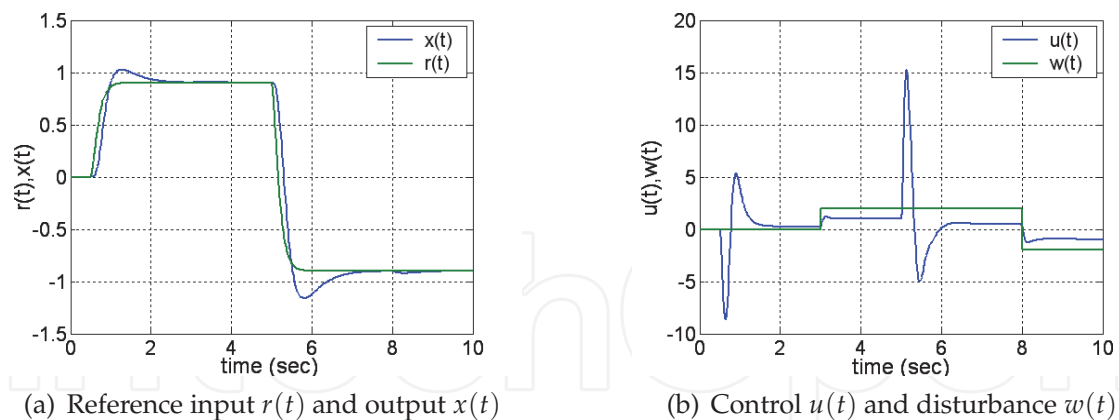 1.5
1
0.5
0
-0.5
-1
-1.5
r(t),x(t)
x(t)
r(t)
0 2 4 6 8 10
time (sec)
(a) Reference input r(t) and output x(t)
20
15
10
5
0
-5
-10
u(t),w(t)
u(t)
w(t)
0 2 4 6 8 10
time (sec)
(b) Control u(t) and disturbance w(t)